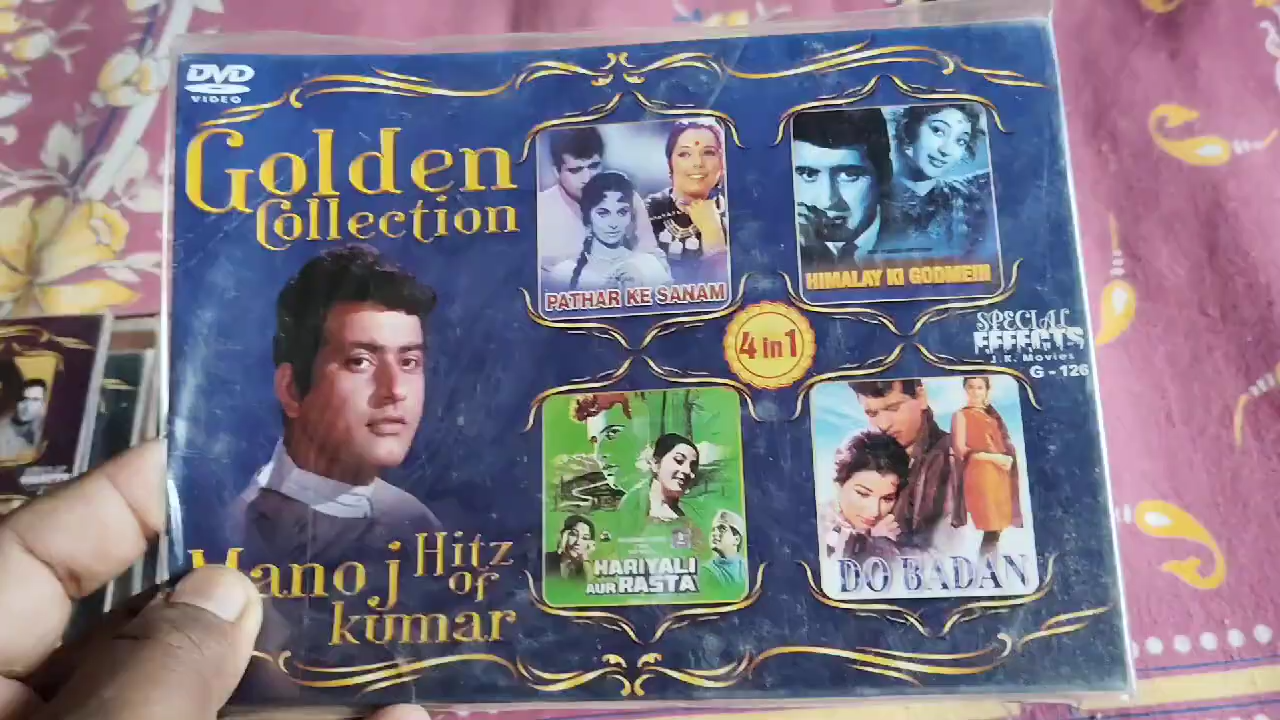 DVD
VIDEO
Golden
Collection
PATHAR KE SANAM
HIMALAY KI GODMEIN
4 in 1
SPECIAL
EFFECTS
J.K. Movies
G - 126
HARIYALI
AUR RASTA
DO BADAN
Hitz
of
Manoj
kumar